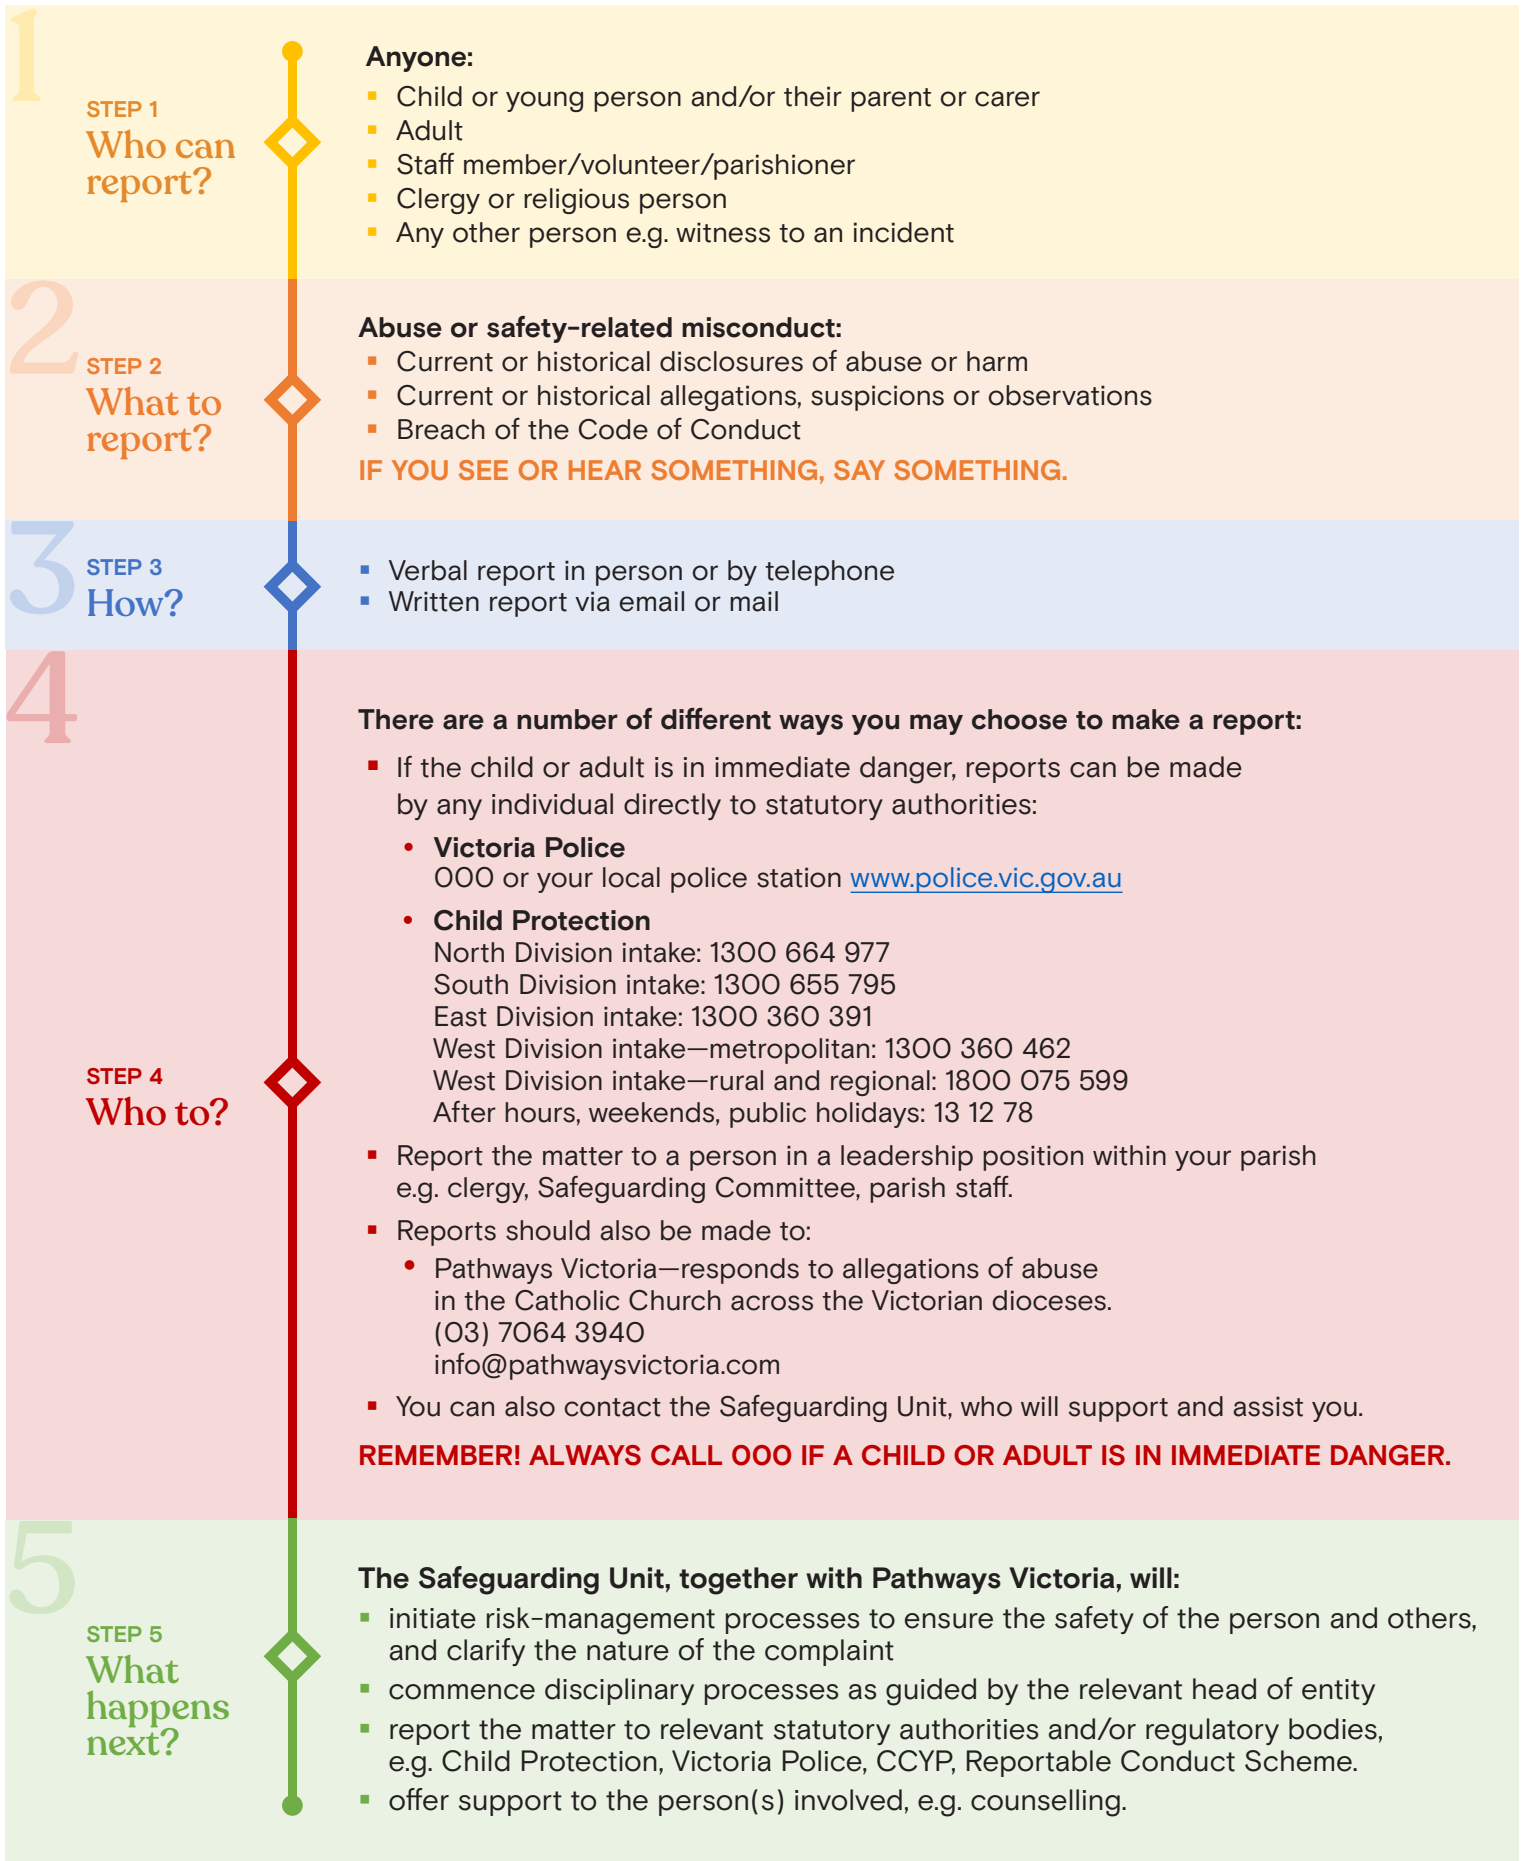 1
STEP 1
Who can
report?
Anyone:
▪ Child or young person and/or their parent or carer
▪ Adult
▪ Staff member/volunteer/parishioner
▪ Clergy or religious person
▪ Any other person e.g. witness to an incident
2
STEP 2
What to
report?
Abuse or safety-related misconduct:
▪ Current or historical disclosures of abuse or harm
▪ Current or historical allegations, suspicions or observations
▪ Breach of the Code of Conduct
IF YOU SEE OR HEAR SOMETHING, SAY SOMETHING.
3
STEP 3
How?
▪ Verbal report in person or by telephone
▪ Written report via email or mail
4
STEP 4
Who to?
There are a number of different ways you may choose to make a report:
▪ If the child or adult is in immediate danger, reports can be made
by any individual directly to statutory authorities:
• Victoria Police
000 or your local police station www.police.vic.gov.au
• Child Protection
North Division intake: 1300 664 977
South Division intake: 1300 655 795
East Division intake: 1300 360 391
West Division intake—metropolitan: 1300 360 462
West Division intake—rural and regional: 1800 075 599
After hours, weekends, public holidays: 13 12 78
▪ Report the matter to a person in a leadership position within your parish
e.g. clergy, Safeguarding Committee, parish staff.
▪ Reports should also be made to:
• Pathways Victoria—responds to allegations of abuse
in the Catholic Church across the Victorian dioceses.
(03) 7064 3940
info@pathwaysvictoria.com
▪ You can also contact the Safeguarding Unit, who will support and assist you.
REMEMBER! ALWAYS CALL 000 IF A CHILD OR ADULT IS IN IMMEDIATE DANGER.
5
STEP 5
What
happens
next?
The Safeguarding Unit, together with Pathways Victoria, will:
▪ initiate risk-management processes to ensure the safety of the person and others,
and clarify the nature of the complaint
▪ commence disciplinary processes as guided by the relevant head of entity
▪ report the matter to relevant statutory authorities and/or regulatory bodies,
e.g. Child Protection, Victoria Police, CCYP, Reportable Conduct Scheme.
▪ offer support to the person(s) involved, e.g. counselling.